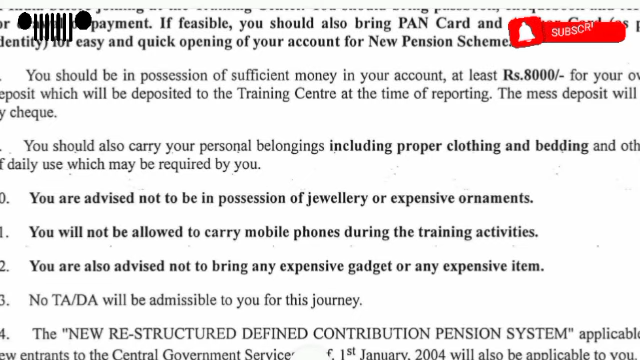 payment. If feasible, you should also bring PAN Card and
for easy and quick opening of your account for New Pension Scheme.
SUBSCRI
You should be in possession of sufficient money in your account, at least Rs.8000/- for your
deposit which will be deposited to the Training Centre at the time of reporting. The mess deposit will
y cheque.
You should also carry your personal belongings including proper clothing and bedding and
f daily use which may be required by you.
0. You are advised not to be in possession of jewellery or expensive ornaments.
1. You will not be allowed to carry mobile phones during the training activities.
2. You are also advised not to bring any expensive gadget or any expensive item.
3. No TA/DA will be admissible to you for this journey.
4. The "NEW RE-STRUCTURED DEFINED CONTRIBUTION PENSION SYSTEM" applicable
ew entrants to the Central Government Service f. 1st January, 2004 will also be applicable to you.